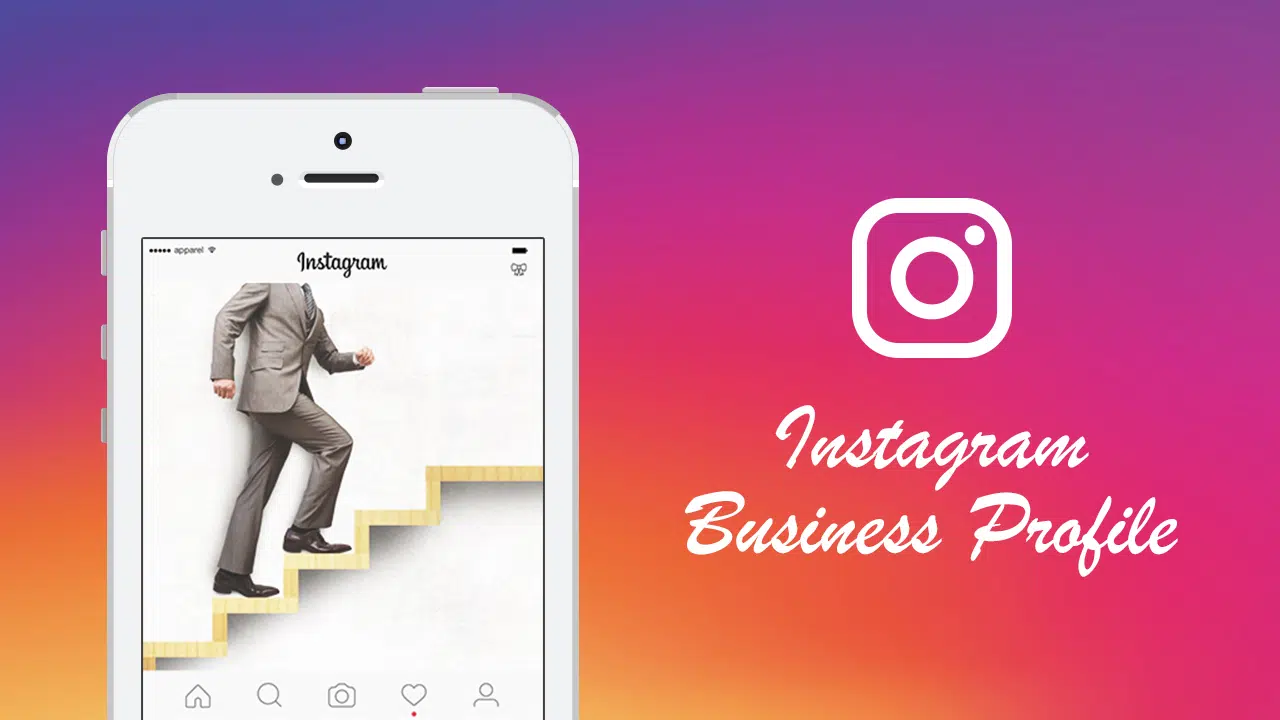 apparel
Instagram
Instagram
Business Profile